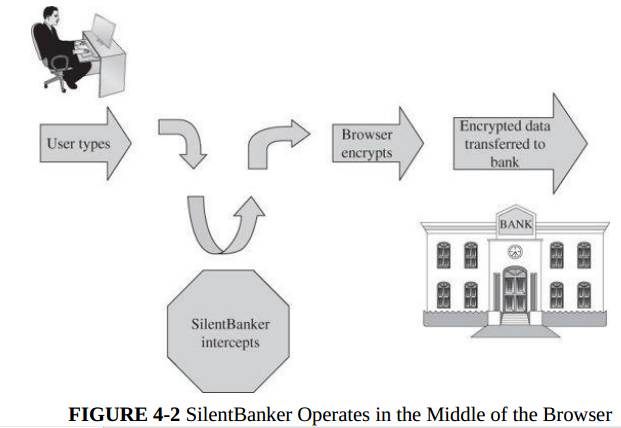 User types
Browser
encrypts
Encrypted data
transferred to
bank
BANK
SilentBanker
intercepts
FIGURE 4-2 SilentBanker Operates in the Middle of the Browser